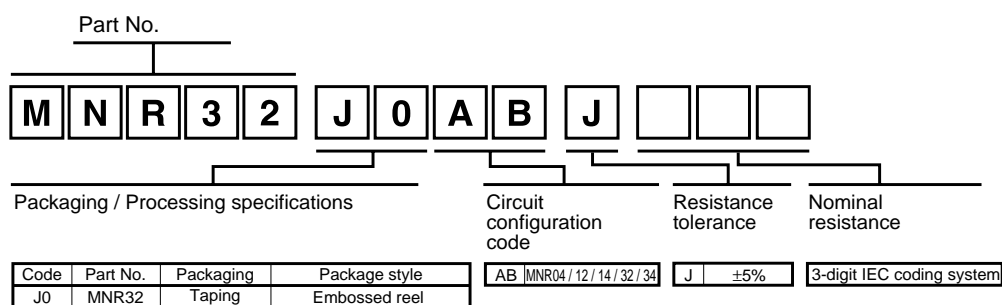 Part No.
M N R 3 2 J 0 A B J
Packaging / Processing specifications
Circuit
configuration
code
Resistance
tolerance
Nominal
resistance
Code Part No. Packaging Package style
J0 MNR32 Taping Embossed reel
AB MNR04 / 12 / 14 / 32 / 34
J ±5%
3-digit IEC coding system